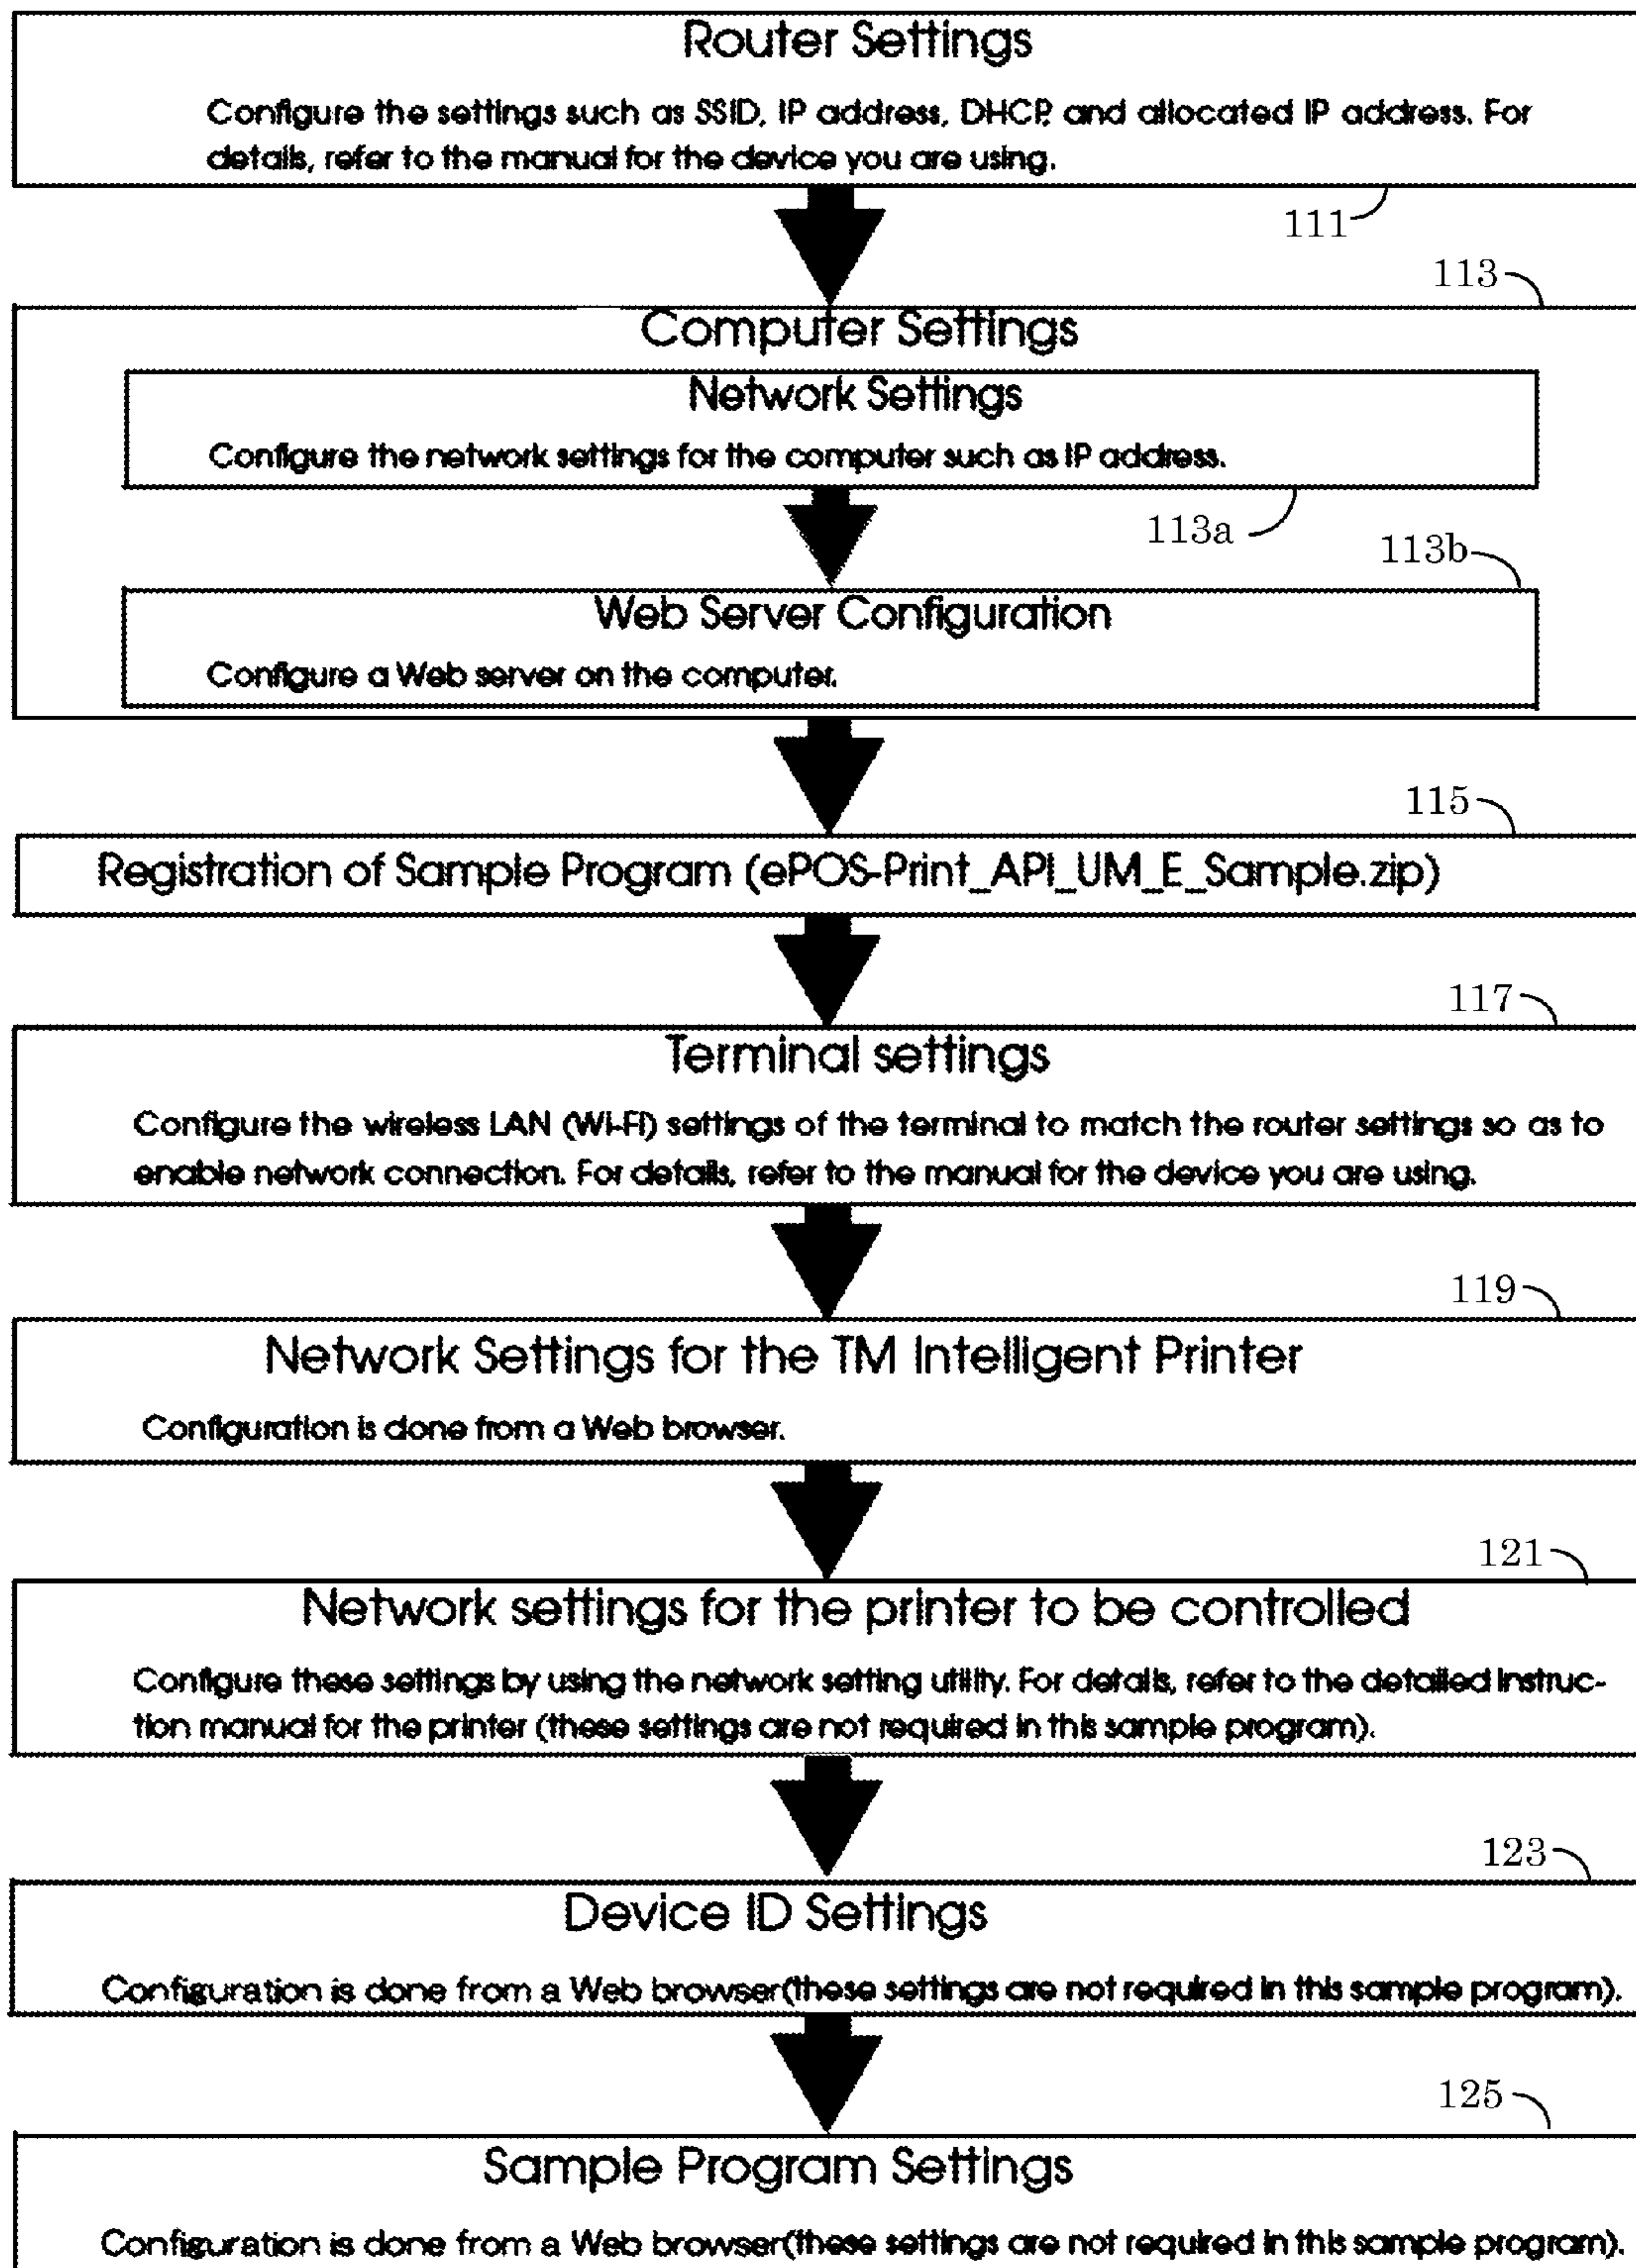 Router Settings
Configure the settings such as SSID, IP address, DHCP, and allocated IP address. For
details, refer to the manual for the device you are using.
111
113
Computer Settings
Network Settings
Configure the network settings for the computer such as IP address.
113a
113b
Web Server Configuration
Configure a Web server on the computer.
115
Registration of Sample Program (ePOS-Print_API_UM_E_Sample.zip)
117
Terminal settings
Configure the wireless LAN (Wi-Fi) settings of the terminal to match the router settings so as to
enable network connection. For details, refer to the manual for the device you are using.
119
Network Settings for the TM Intelligent Printer
Configuration is done from a Web browser.
121
Network settings for the printer to be controlled
Configure these settings by using the network setting utility. For details, refer to the detailed instruc-
tion manual for the printer (these settings are not required in this sample program).
123
Device ID Settings
Configuration is done from a Web browser(these settings are not required in this sample program).
125
Sample Program Settings
Configuration is done from a Web browser(these settings are not required in this sample program).